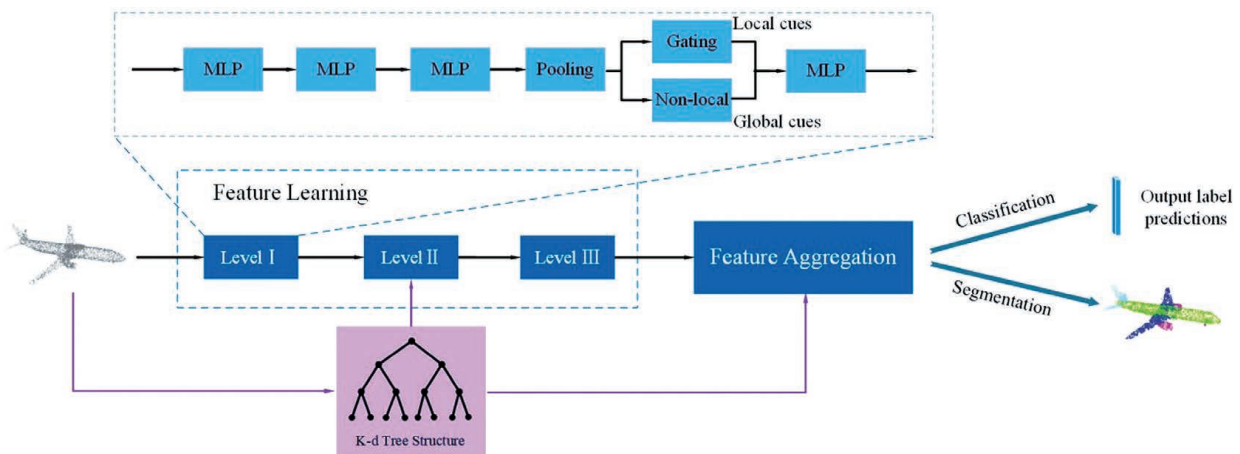 Local cues
MLP
MLP
MLP
Pooling
Gating
Non-local
MLP
Global cues
Feature Learning
Level I
Level II
Level III
Feature Aggregation
Classification
Output label
predictions
Segmentation
K-d Tree Structure